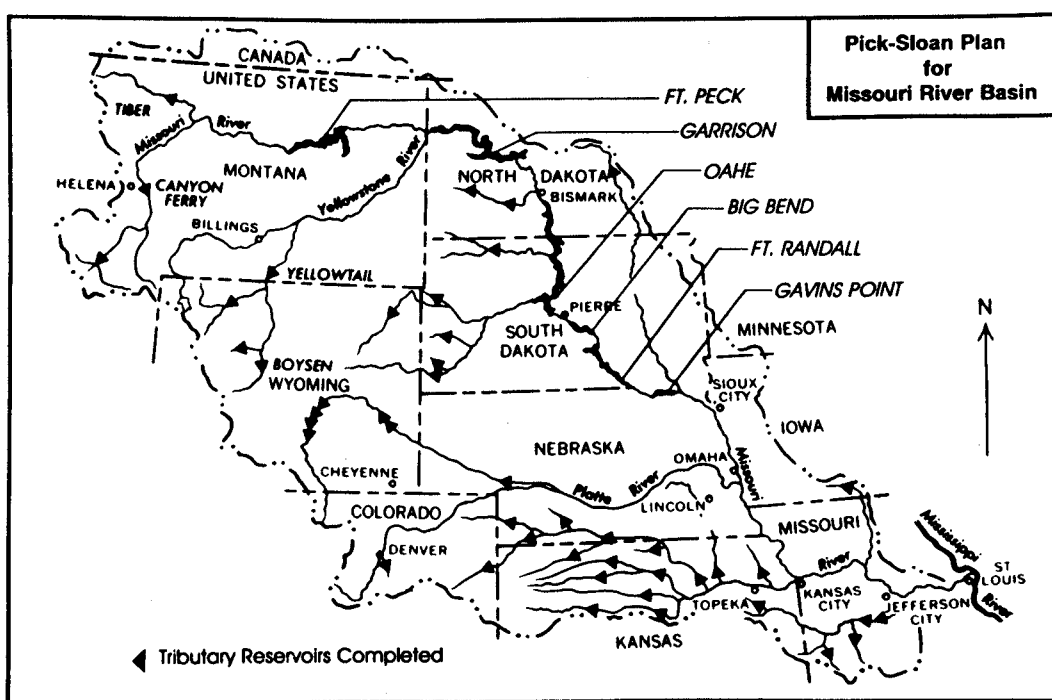 Pick-Sloan Plan
for
Missouri River Basin
CANADA
UNITED STATES
TIBER
Missouri
River
FT. PECK
GARRISON
MONTANA
NORTH
DAKOTA
OAHE
HELENA
CANYON
FERRY
Yellowstone
River
BISMARK
BIG BEND
BILLINGS
FT. RANDALL
YELLOWTAIL
GAVINS POINT
PIERRE
N
SOUTH
DAKOTA
MINNESOTA
BOYSEN
WYOMING
SIOUX
CITY
IOWA
NEBRASKA
OMAHA
Missouri
CHEYENNE
Platte
River
LINCOLN
COLORADO
MISSOURI
Mississippi
River
DENVER
River
ST
LOUIS
TOPEKA
KANSAS
CITY
JEFFERSON
CITY
KANSAS
Tributary Reservoirs Completed